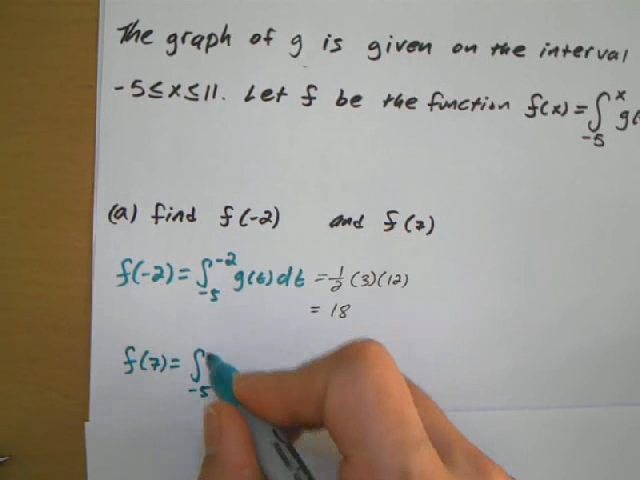 The graph of g is given on the interval
-5≤x≤11. Let f be the function f(x)=∫_{-5}^{x} g(
(a) find f(-2) and f(7)
f(-2)=∫_{-5}^{-2} g(t)dt = 1/2 (3)(12)
= 18
f(7)=∫_{-5}